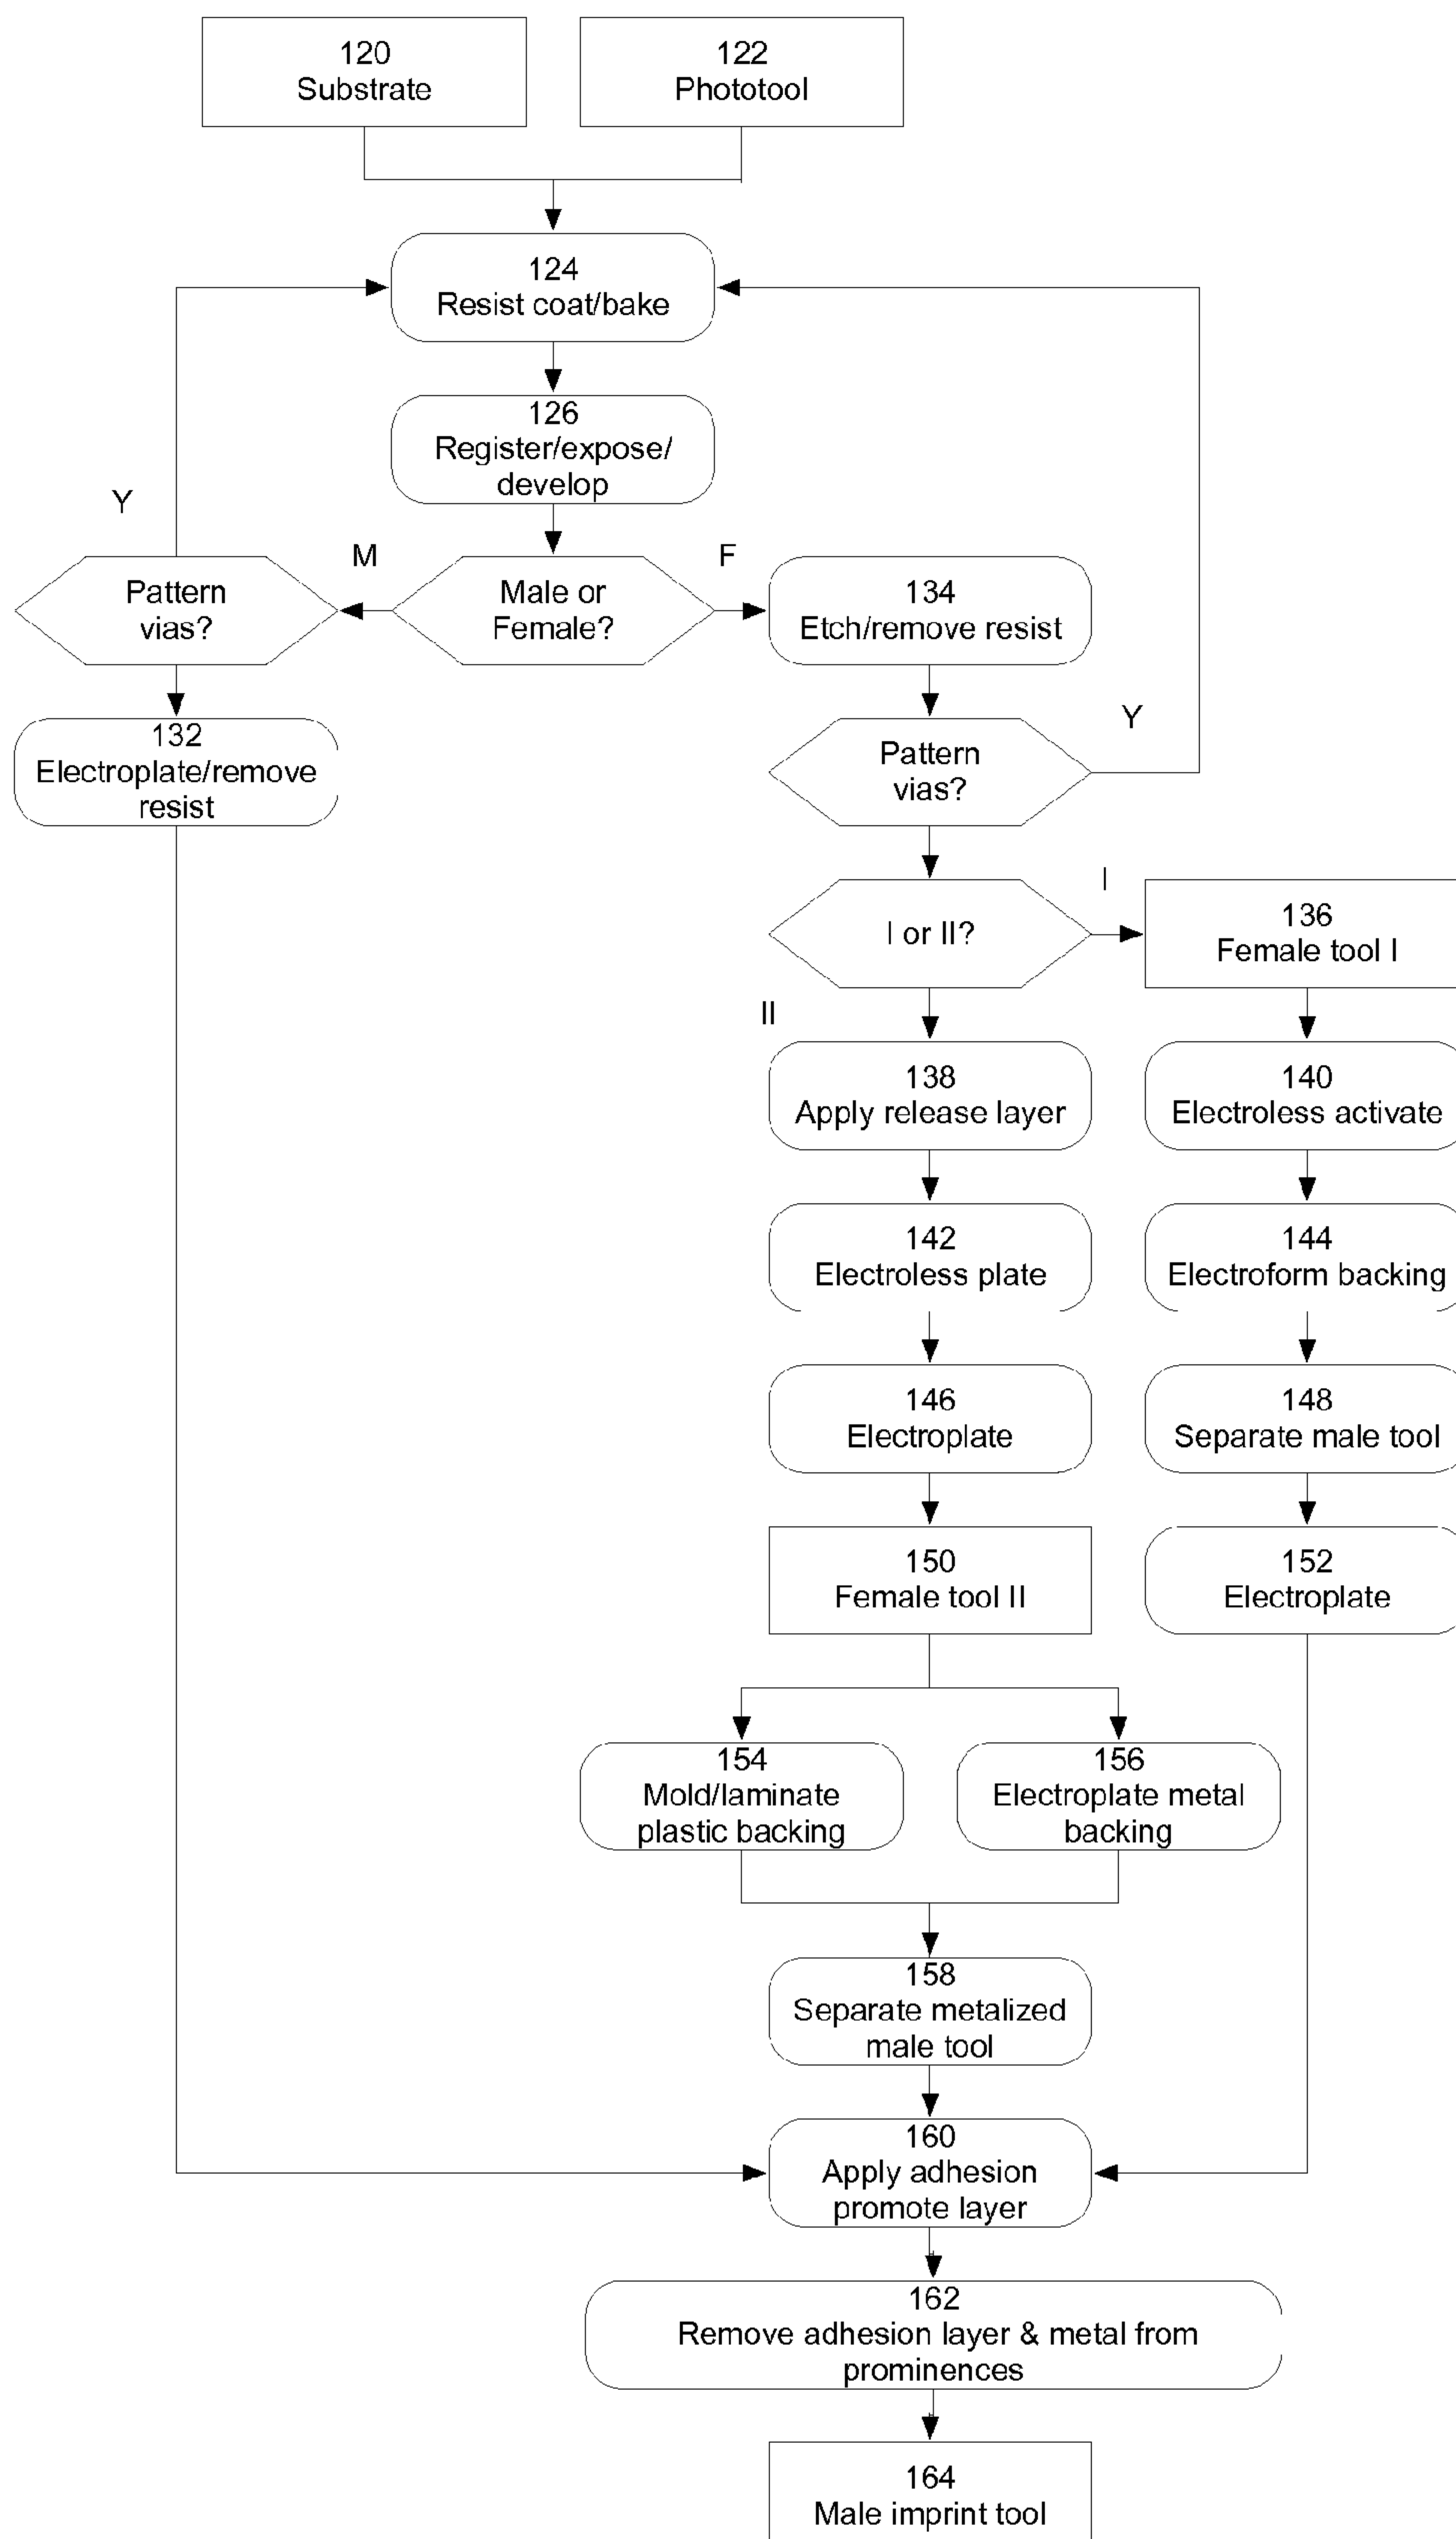 120
Substrate
122
Phototool
124
Resist coat/bake
126
Register/expose/
develop
Y
Pattern
vias?
M
Male or
Female?
F
134
Etch/remove resist
132
Electroplate/remove
resist
Pattern
vias?
Y
I or II?
I
136
Female tool I
II
138
Apply release layer
140
Electroless activate
142
Electroless plate
144
Electroform backing
146
Electroplate
148
Separate male tool
150
Female tool II
152
Electroplate
154
Mold/laminate
plastic backing
156
Electroplate metal
backing
158
Separate metalized
male tool
160
Apply adhesion
promote layer
162
Remove adhesion layer & metal from
prominences
164
Male imprint tool